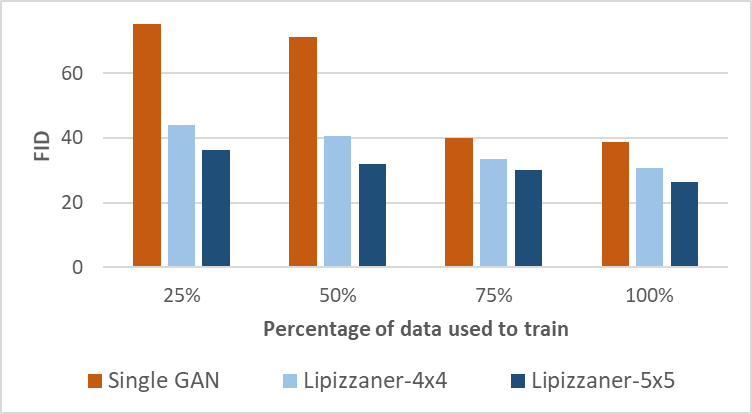 60
40
20
0
FID
25% 50% 75% 100%
Percentage of data used to train
Single GAN Lipizzaner-4x4 Lipizzaner-5x5